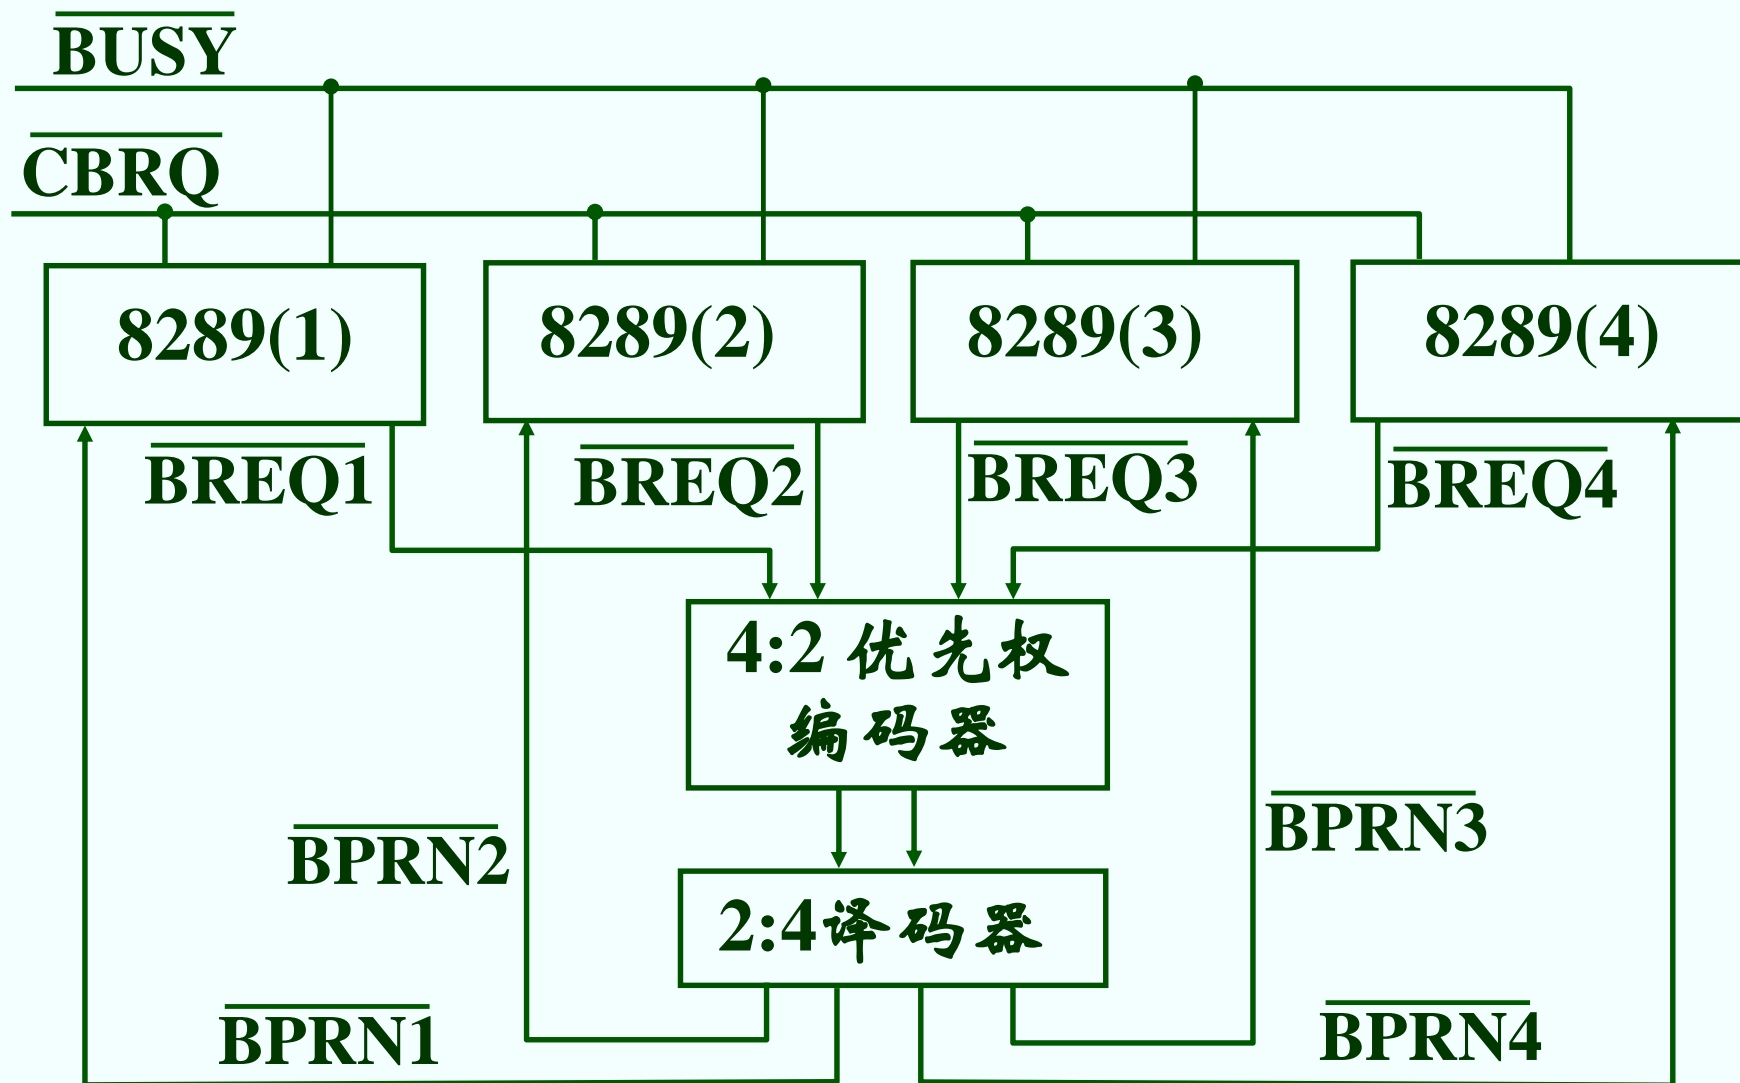 BUSY
CBRQ
8289(1)
8289(2)
8289(3)
8289(4)
BREQ1
BREQ2
BREQ3
BREQ4
4:2 优先权
编码器
BPRN2
BPRN3
2:4译码器
BPRN1
BPRN4